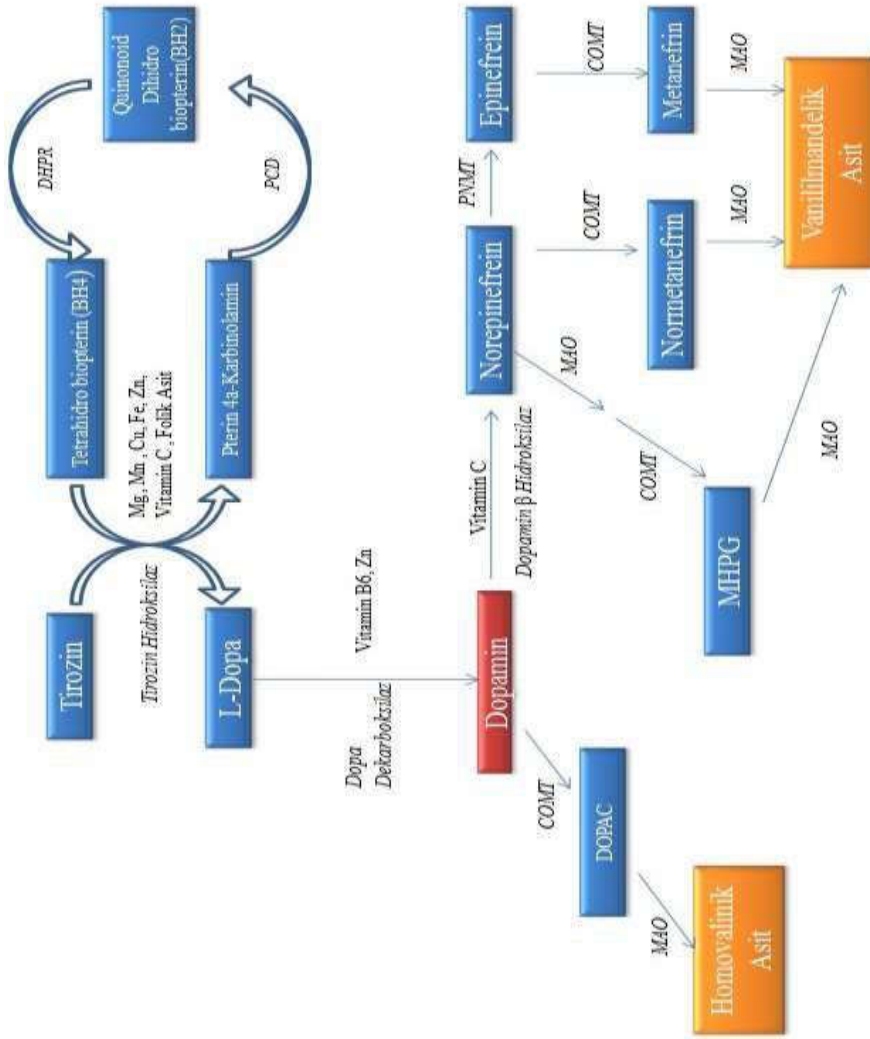 Tirozin
Tetrahidro biopterin (BH4)
DHPR
Quinonoid
Dihidro
biopterin(BH2)
Tirozin Hidroksilaz
Mg, Mn , Cu, Fe, Zn,
Vitamin C , Folik Asit
PCD
L-Dopa
Pterin 4a-Karbinolamin
Dopa
Dekarboksilaz
Vitamin B6, Zn
Dopamin
Vitamin C
Dopamin β Hidroksilaz
Norepinefrein
PNMT
Epinefrein
COMT
MAO
COMT
COMT
DOPAC
COMT
Normetanefrin
Metanefrin
MAO
MHPG
MAO
MAO
MAO
Homovalinik
Asit
Vanililmandelik
Asit